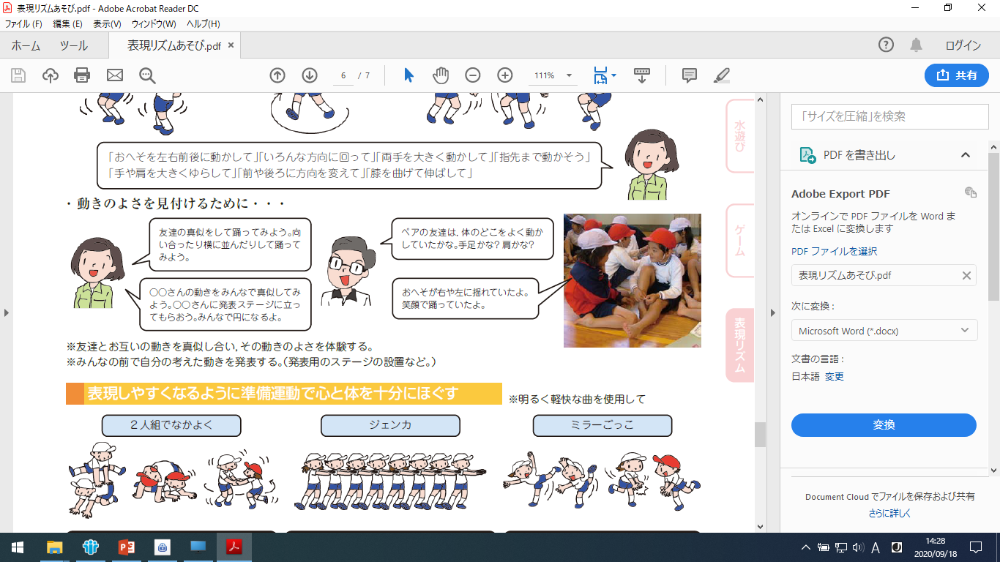 表現リズムあそび.pdf - Adobe Acrobat Reader DC
ファイル (F) 編集 (E) 表示(V) ウィンドウ(W) ヘルプ(H)
ホーム ツール 表現リズムあそび.pdf × ログイン
6 / 7 111% 共有
「おへそを左右前後に動かして」「いろんな方向に回って」「両手を大きく動かして」「指先まで動かそう」
「手や肩を大きくゆらして」「前や後ろに方向を変えて」「膝を曲げて伸ばして」
・動きのよさを見付けるために・・・
友達の真似をして踊ってみよう。向
い合ったり横に並んだりして踊って
みよう。
〇〇さんの動きをみんなで真似してみ
よう。〇〇さんに発表ステージに立っ
てもらおう。みんなで円になるよ。
ペアの友達は、体のどこをよく動か
していたかな。手足かな? 肩かな?
おへそが右や左に揺れていたよ。
笑顔で踊っていたよ。
※友達とお互いの動きを真似し合い、その動きのよさを体験する。
※みんなの前で自分の考えた動きを発表する。(発表用のステージの設置など。)
表現しやすくなるように準備運動で心と体を十分にほぐす
※明るく軽快な曲を使用して
2人組でなかよく
ジェンカ
ミラーごっこ
水遊び
ゲーム
表現リズム
「サイズを圧縮」を検索
PDF を書き出し
Adobe Export PDF
オンラインで PDF ファイルを Word ま
たは Excel に変換します
PDF ファイルを選択
表現リズムあそび.pdf
次に変換 :
Microsoft Word (*.docx)
文書の言語 :
日本語 変更
変換
Document Cloud でファイルを保存および共有
さらに詳しく
A
14:28
2020/09/18